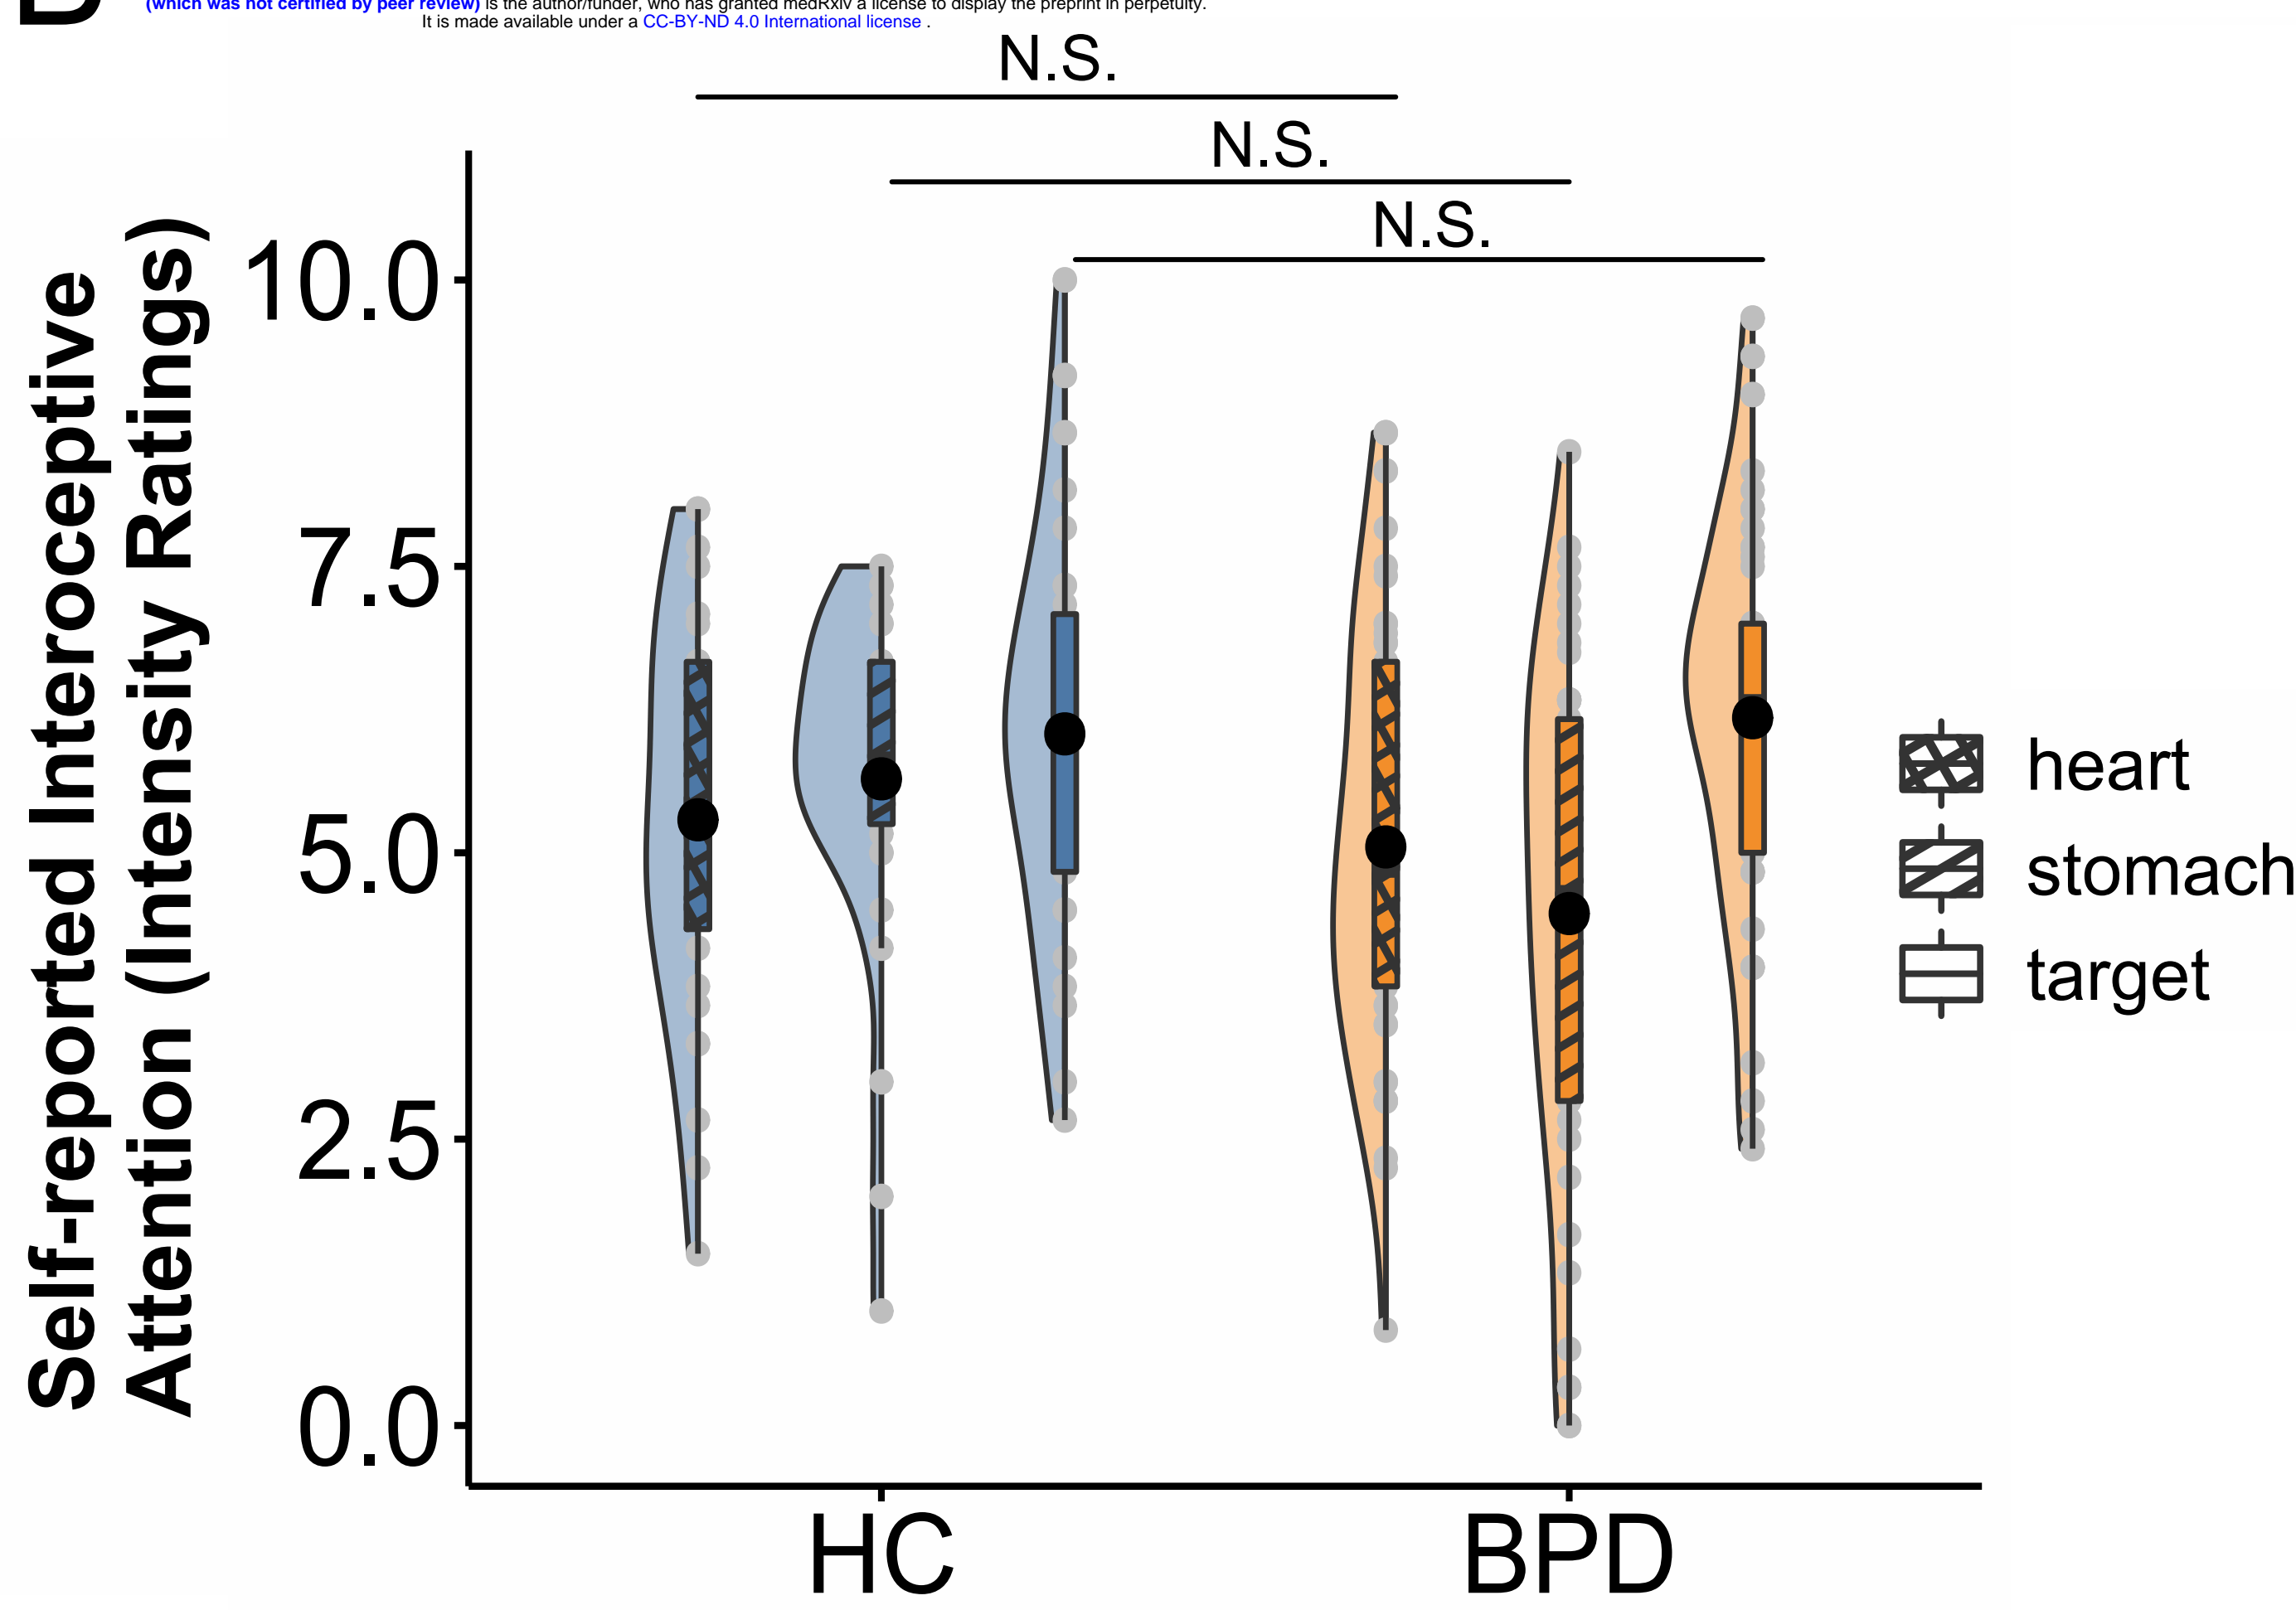 (which was not certified by peer review) is the author/funder, who has granted medRxiv a license to display the preprint in perpetuity.
It is made available under a CC-BY-ND 4.0 International license .
N.S.
N.S.
N.S.
Self-reported Interoceptive
Attention (Intensity Ratings)
10.0
7.5
5.0
2.5
0.0
HC
BPD
heart
stomach
target